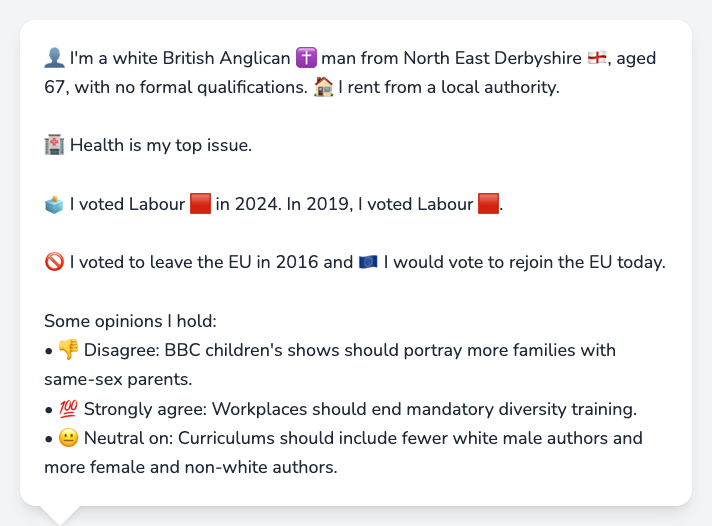 👤 I'm a white British Anglican ✝️ man from North East Derbyshire 🏴󠁧󠁢󠁥󠁮󠁧󠁿, aged
67, with no formal qualifications. 🏠 I rent from a local authority.
🏥 Health is my top issue.
🗳️ I voted Labour 🟥 in 2024. In 2019, I voted Labour 🟥.
🚫 I voted to leave the EU in 2016 and 🇪🇺 I would vote to rejoin the EU today.
Some opinions I hold:
• 👎 Disagree: BBC children's shows should portray more families with
same-sex parents.
• 💯 Strongly agree: Workplaces should end mandatory diversity training.
• 😐 Neutral on: Curriculums should include fewer white male authors and
more female and non-white authors.